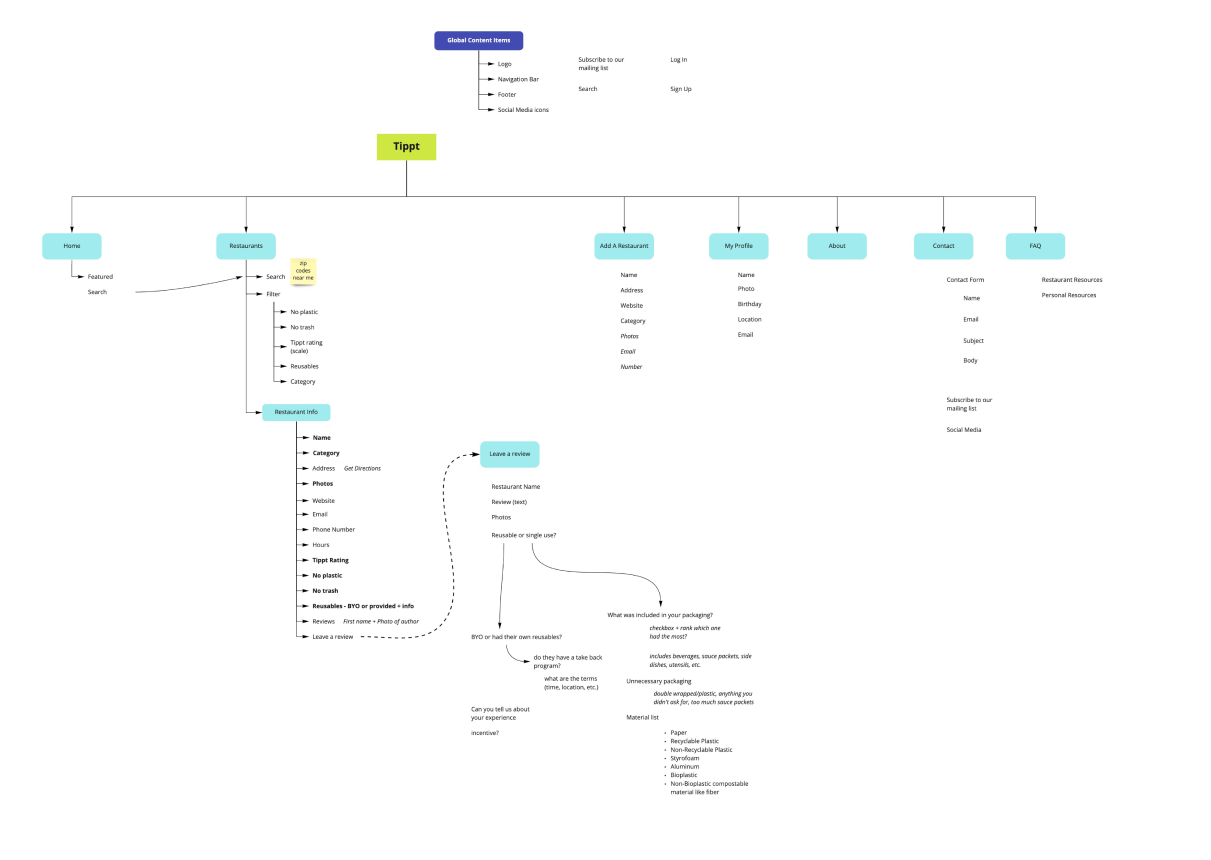 Global Content Items
Logo
Navigation Bar
Footer
Social Media icons
Subscribe to our
mailing list
Search
Log In
Sign Up
Tippt
Home
Featured
Search
Restaurants
Search
zip
codes
near me
Filter
No plastic
No trash
Tippt rating
(scale)
Reusables
Category
Restaurant Info
Name
Category
Address Get Directions
Photos
Website
Email
Phone Number
Hours
Tippt Rating
No plastic
No trash
Reusables - BYO or provided + info
Reviews First name + Photo of author
Leave a review
Leave a review
Restaurant Name
Review (text)
Photos
Reusable or single use?
BYO or had their own reusables?
do they have a take back
program?
what are the terms
(time, location, etc.)
Can you tell us about
your experience
incentive?
What was included in your packaging?
checkbox + rank which one
had the most?
includes beverages, sauce packets, side
dishes, utensils, etc.
Unnecessary packaging
double wrapped/plastic, anything you
didn't ask for, too much sauce packets
Material list
• Paper
• Recyclable Plastic
• Non-Recyclable Plastic
• Styrofoam
• Aluminum
• Bioplastic
• Non-Bioplastic compostable
material like fiber
Add A Restaurant
Name
Address
Website
Category
Photos
Email
Number
My Profile
Name
Photo
Birthday
Location
Email
About
Contact
Contact Form
Name
Email
Subject
Body
Subscribe to our
mailing list
Social Media
FAQ
Restaurant Resources
Personal Resources